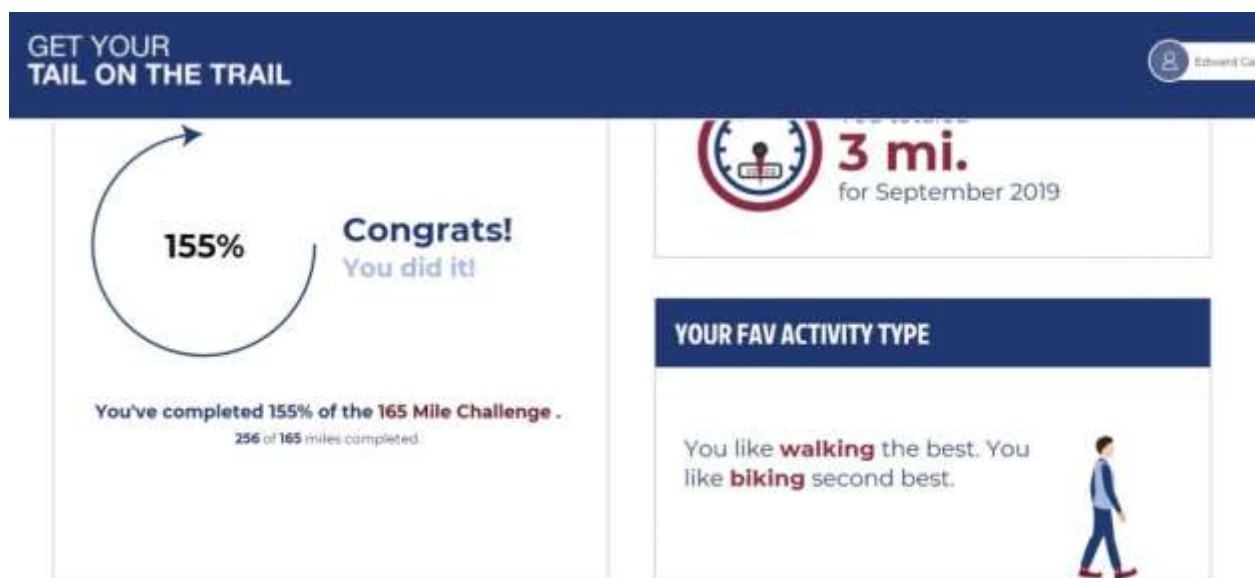 GET YOUR
TAIL ON THE TRAIL
Edward
155%
Congrats!
You did it!
You've completed 155% of the 165 Mile Challenge .
256 of 165 miles completed.
3 mi.
for September 2019
YOUR FAV ACTIVITY TYPE
You like walking the best. You
like biking second best.